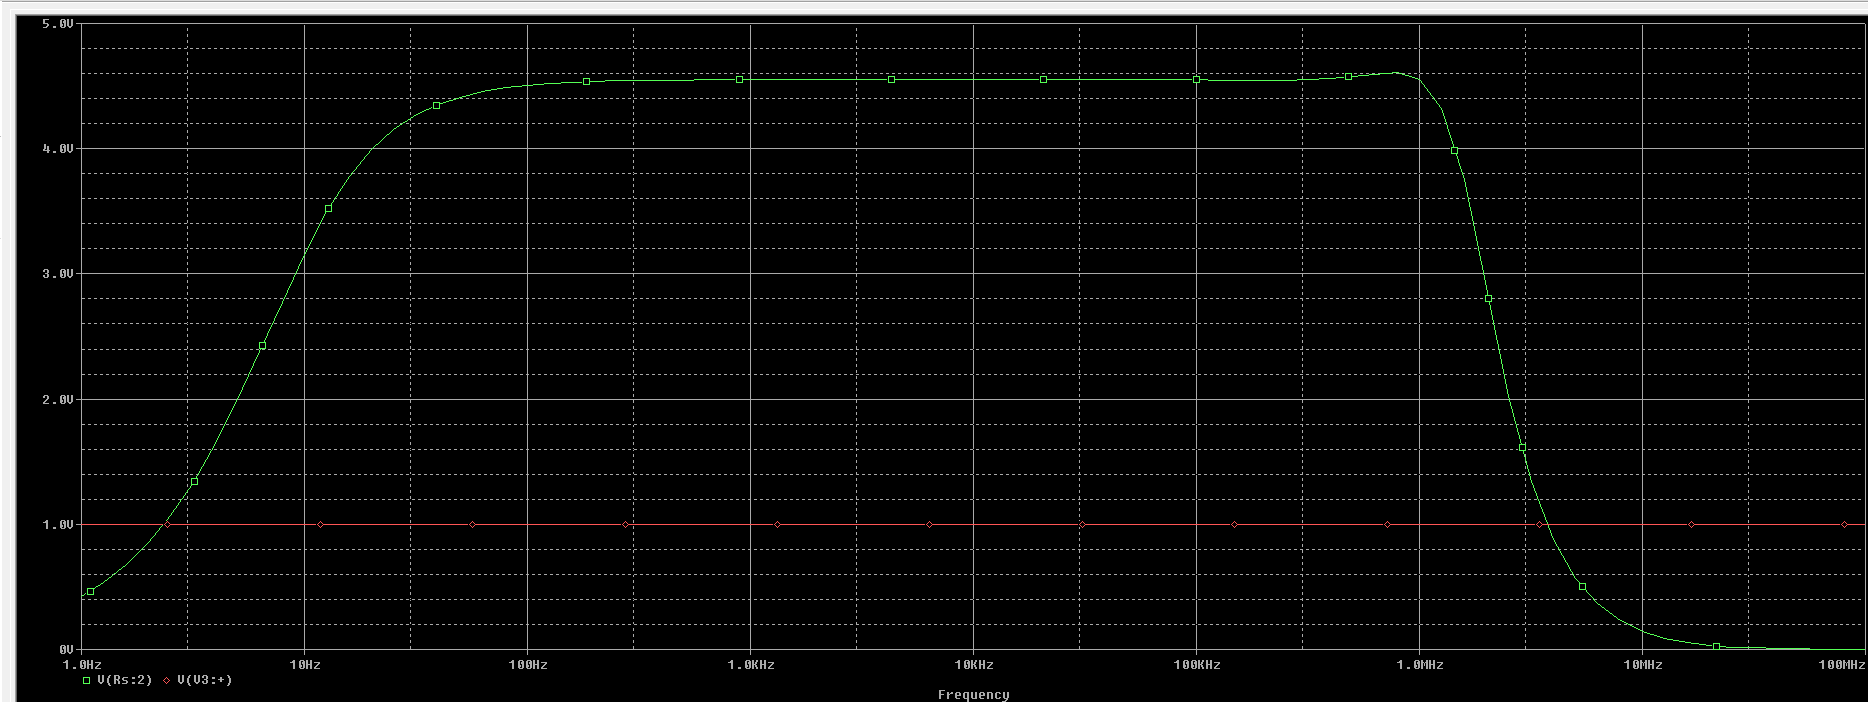 5.0V
4.0V
3.0V
2.0V
1.0V
0V
1.0Hz 10Hz 100Hz 1.0KHz 10KHz 100KHz 1.0MHz 10MHz 100MHz
V(Rs:2) V(V3:+)
Frequency